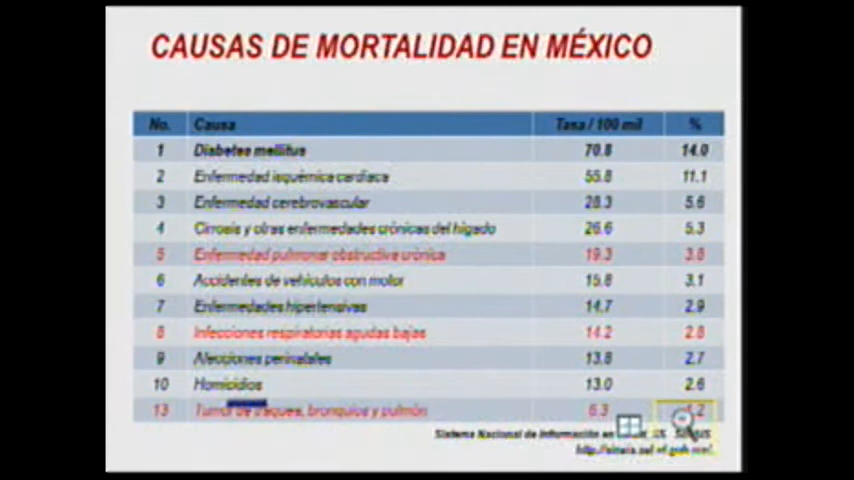 CAUSAS DE MORTALIDAD EN MÉXICO
No. Causa Tasa / 100 mil %
1 Diabetes mellitus 70.8 14.0
2 Enfermedad isquémica cardiaca 55.8 11.1
3 Enfermedad cerebrovascular 28.3 5.6
4 Cirrosis y otras enfermedades crónicas del hígado 26.6 5.3
5 Enfermedad pulmonar obstructiva crónica 19.3 3.8
6 Accidentes de vehículos con motor 15.8 3.1
7 Enfermedades hipertensivas 14.7 2.9
8 Infecciones respiratorias agudas bajas 14.2 2.8
9 Afecciones perinatales 13.8 2.7
10 Homicidios 13.0 2.6
13 Tumor de tráquea, bronquios y pulmón 6.3
Sistema Nacional de Información en